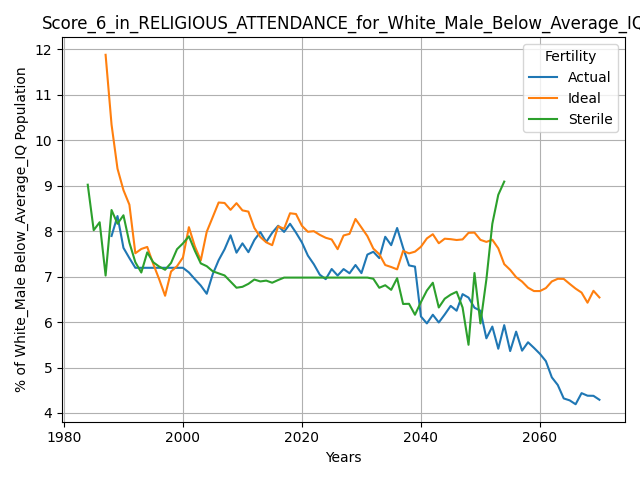 Score_6_in_RELIGIOUS_ATTENDANCE_for_White_Male_Below_Average_IQ
% of White_Male Below_Average_IQ Population
12
11
10
9
8
7
6
5
4
Fertility
Actual
Ideal
Sterile
1980 2000 2020 2040 2060
Years